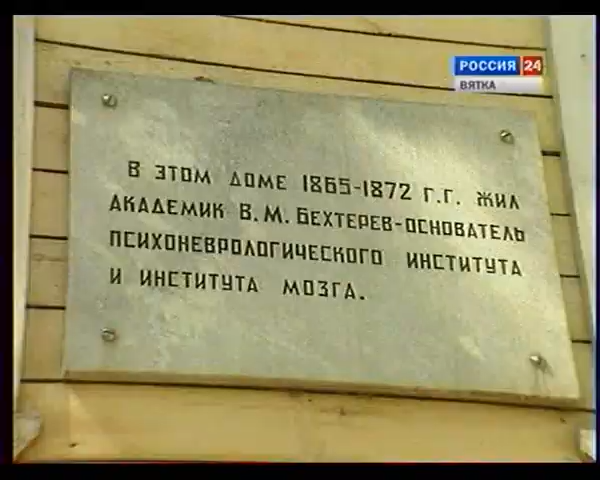 РОССИЯ 24
ВЯТКА
В ЭТОМ ДОМЕ 1865-1872 Г.Г. ЖИЛ
АКАДЕМИК В.М. БЕХТЕРЕВ-ОСНОВАТЕЛЬ
ПСИХОНЕВРОЛОГИЧЕСКОГО ИНСТИТУТА
И ИНСТИТУТА МОЗГА.